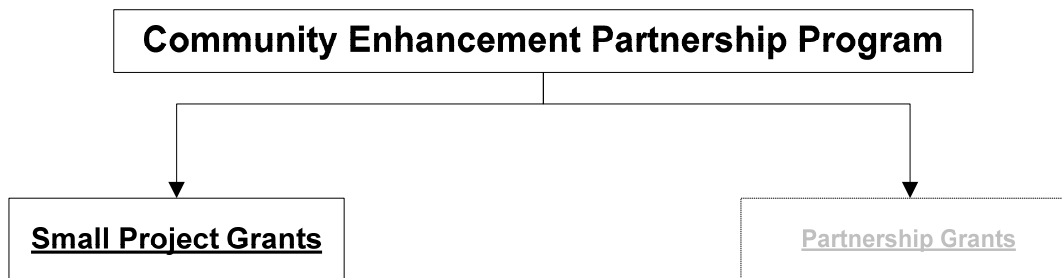 Community Enhancement Partnership Program
Small Project Grants
Partnership Grants